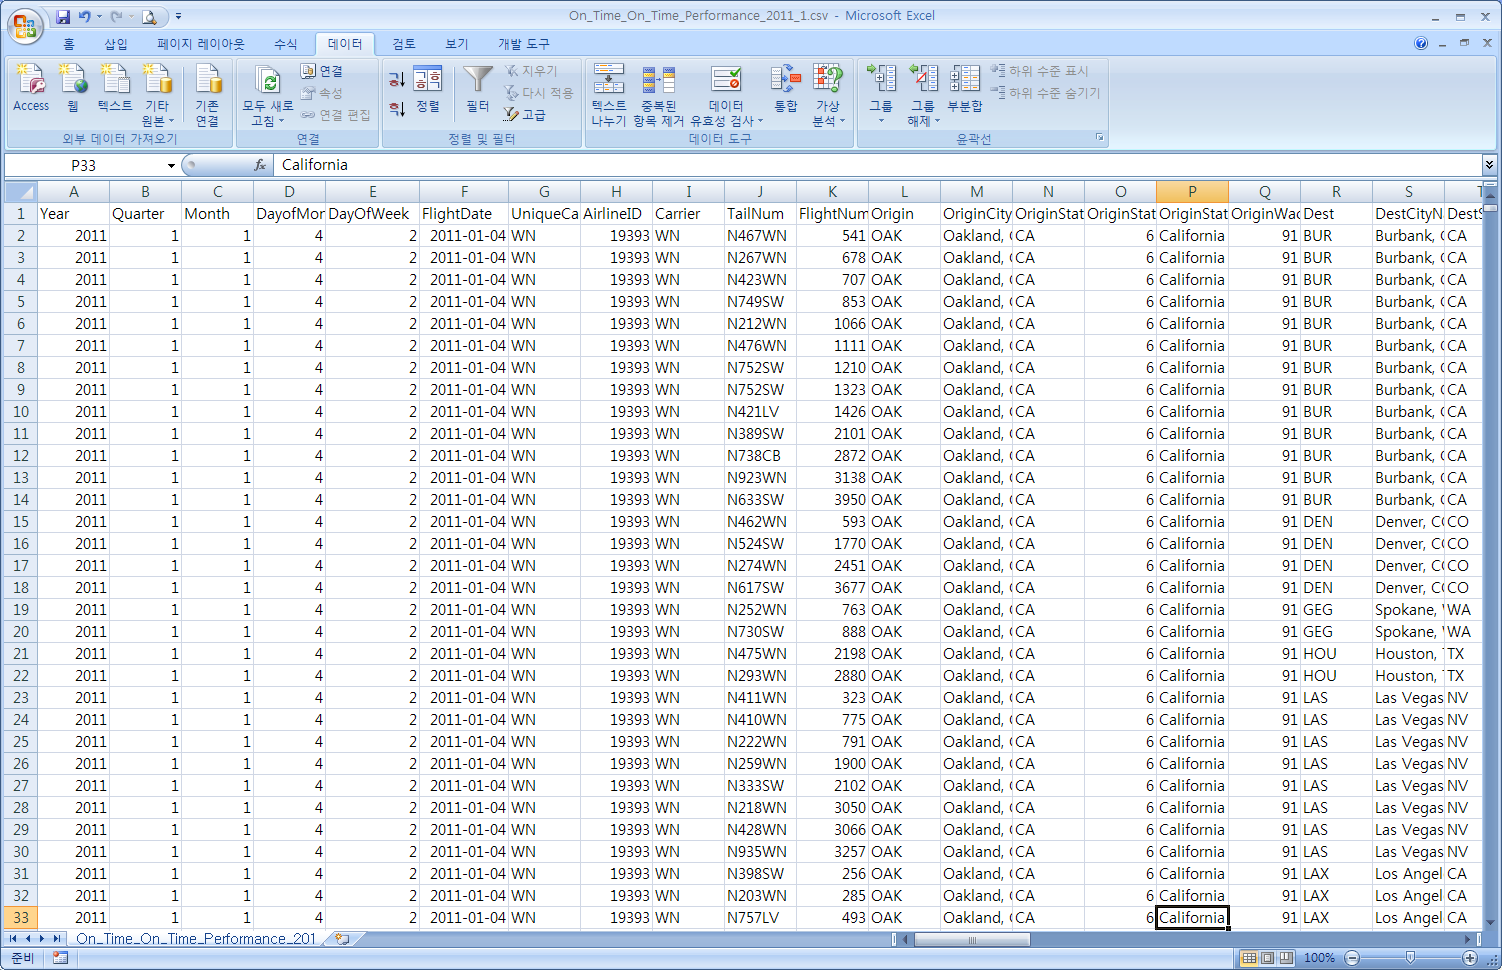 On_Time_On_Time_Performance_2011_1.csv - Microsoft Excel
홈 삽입 페이지 레이아웃 수식 데이터 검토 보기 개발 도구
Access 웹 텍스트 기타 원본 기존 연결
외부 데이터 가져오기
모두 새로 고침 연결 속성 연결 편집
연결
정렬 필터 지우기 다시 적용 고급
정렬 및 필터
텍스트 나누기 중복된 항목 제거 데이터 유효성 검사 통합 가상 분석
데이터 도구
그룹 그룹 해제 부분합 하위 수준 표시 하위 수준 숨기기
윤곽선
P33 fx California
A B C D E F G H I J K L M N O P Q R S T
1 Year Quarter Month DayofMor DayOfWeek FlightDate UniqueCa AirlineID Carrier TailNum FlightNum Origin OriginCity OriginStat OriginStat OriginStat OriginWac Dest DestCityN DestS
2 2011 1 1 4 2 2011-01-04 WN 19393 WN N467WN 541 OAK Oakland, C CA 6 California 91 BUR Burbank, C CA
3 2011 1 1 4 2 2011-01-04 WN 19393 WN N267WN 678 OAK Oakland, C CA 6 California 91 BUR Burbank, C CA
4 2011 1 1 4 2 2011-01-04 WN 19393 WN N423WN 707 OAK Oakland, C CA 6 California 91 BUR Burbank, C CA
5 2011 1 1 4 2 2011-01-04 WN 19393 WN N749SW 853 OAK Oakland, C CA 6 California 91 BUR Burbank, C CA
6 2011 1 1 4 2 2011-01-04 WN 19393 WN N212WN 1066 OAK Oakland, C CA 6 California 91 BUR Burbank, C CA
7 2011 1 1 4 2 2011-01-04 WN 19393 WN N476WN 1111 OAK Oakland, C CA 6 California 91 BUR Burbank, C CA
8 2011 1 1 4 2 2011-01-04 WN 19393 WN N752SW 1210 OAK Oakland, C CA 6 California 91 BUR Burbank, C CA
9 2011 1 1 4 2 2011-01-04 WN 19393 WN N752SW 1323 OAK Oakland, C CA 6 California 91 BUR Burbank, C CA
10 2011 1 1 4 2 2011-01-04 WN 19393 WN N421LV 1426 OAK Oakland, C CA 6 California 91 BUR Burbank, C CA
11 2011 1 1 4 2 2011-01-04 WN 19393 WN N389SW 2101 OAK Oakland, C CA 6 California 91 BUR Burbank, C CA
12 2011 1 1 4 2 2011-01-04 WN 19393 WN N738CB 2872 OAK Oakland, C CA 6 California 91 BUR Burbank, C CA
13 2011 1 1 4 2 2011-01-04 WN 19393 WN N923WN 3138 OAK Oakland, C CA 6 California 91 BUR Burbank, C CA
14 2011 1 1 4 2 2011-01-04 WN 19393 WN N633SW 3950 OAK Oakland, C CA 6 California 91 BUR Burbank, C CA
15 2011 1 1 4 2 2011-01-04 WN 19393 WN N462WN 593 OAK Oakland, C CA 6 California 91 DEN Denver, CO CO
16 2011 1 1 4 2 2011-01-04 WN 19393 WN N524SW 1770 OAK Oakland, C CA 6 California 91 DEN Denver, CO CO
17 2011 1 1 4 2 2011-01-04 WN 19393 WN N274WN 2451 OAK Oakland, C CA 6 California 91 DEN Denver, CO CO
18 2011 1 1 4 2 2011-01-04 WN 19393 WN N617SW 3677 OAK Oakland, C CA 6 California 91 DEN Denver, CO CO
19 2011 1 1 4 2 2011-01-04 WN 19393 WN N252WN 763 OAK Oakland, C CA 6 California 91 GEG Spokane, WA
20 2011 1 1 4 2 2011-01-04 WN 19393 WN N730SW 888 OAK Oakland, C CA 6 California 91 GEG Spokane, WA
21 2011 1 1 4 2 2011-01-04 WN 19393 WN N475WN 2198 OAK Oakland, C CA 6 California 91 HOU Houston, TX
22 2011 1 1 4 2 2011-01-04 WN 19393 WN N293WN 2880 OAK Oakland, C CA 6 California 91 HOU Houston, TX
23 2011 1 1 4 2 2011-01-04 WN 19393 WN N411WN 323 OAK Oakland, C CA 6 California 91 LAS Las Vegas NV
24 2011 1 1 4 2 2011-01-04 WN 19393 WN N410WN 775 OAK Oakland, C CA 6 California 91 LAS Las Vegas NV
25 2011 1 1 4 2 2011-01-04 WN 19393 WN N222WN 791 OAK Oakland, C CA 6 California 91 LAS Las Vegas NV
26 2011 1 1 4 2 2011-01-04 WN 19393 WN N259WN 1900 OAK Oakland, C CA 6 California 91 LAS Las Vegas NV
27 2011 1 1 4 2 2011-01-04 WN 19393 WN N333SW 2102 OAK Oakland, C CA 6 California 91 LAS Las Vegas NV
28 2011 1 1 4 2 2011-01-04 WN 19393 WN N218WN 3050 OAK Oakland, C CA 6 California 91 LAS Las Vegas NV
29 2011 1 1 4 2 2011-01-04 WN 19393 WN N428WN 3066 OAK Oakland, C CA 6 California 91 LAS Las Vegas NV
30 2011 1 1 4 2 2011-01-04 WN 19393 WN N935WN 3257 OAK Oakland, C CA 6 California 91 LAS Las Vegas NV
31 2011 1 1 4 2 2011-01-04 WN 19393 WN N398SW 256 OAK Oakland, C CA 6 California 91 LAX Los Angel CA
32 2011 1 1 4 2 2011-01-04 WN 19393 WN N203WN 285 OAK Oakland, C CA 6 California 91 LAX Los Angel CA
33 2011 1 1 4 2 2011-01-04 WN 19393 WN N757LV 493 OAK Oakland, C CA 6 California 91 LAX Los Angel CA
On_Time_On_Time_Performance_201
준비 100%